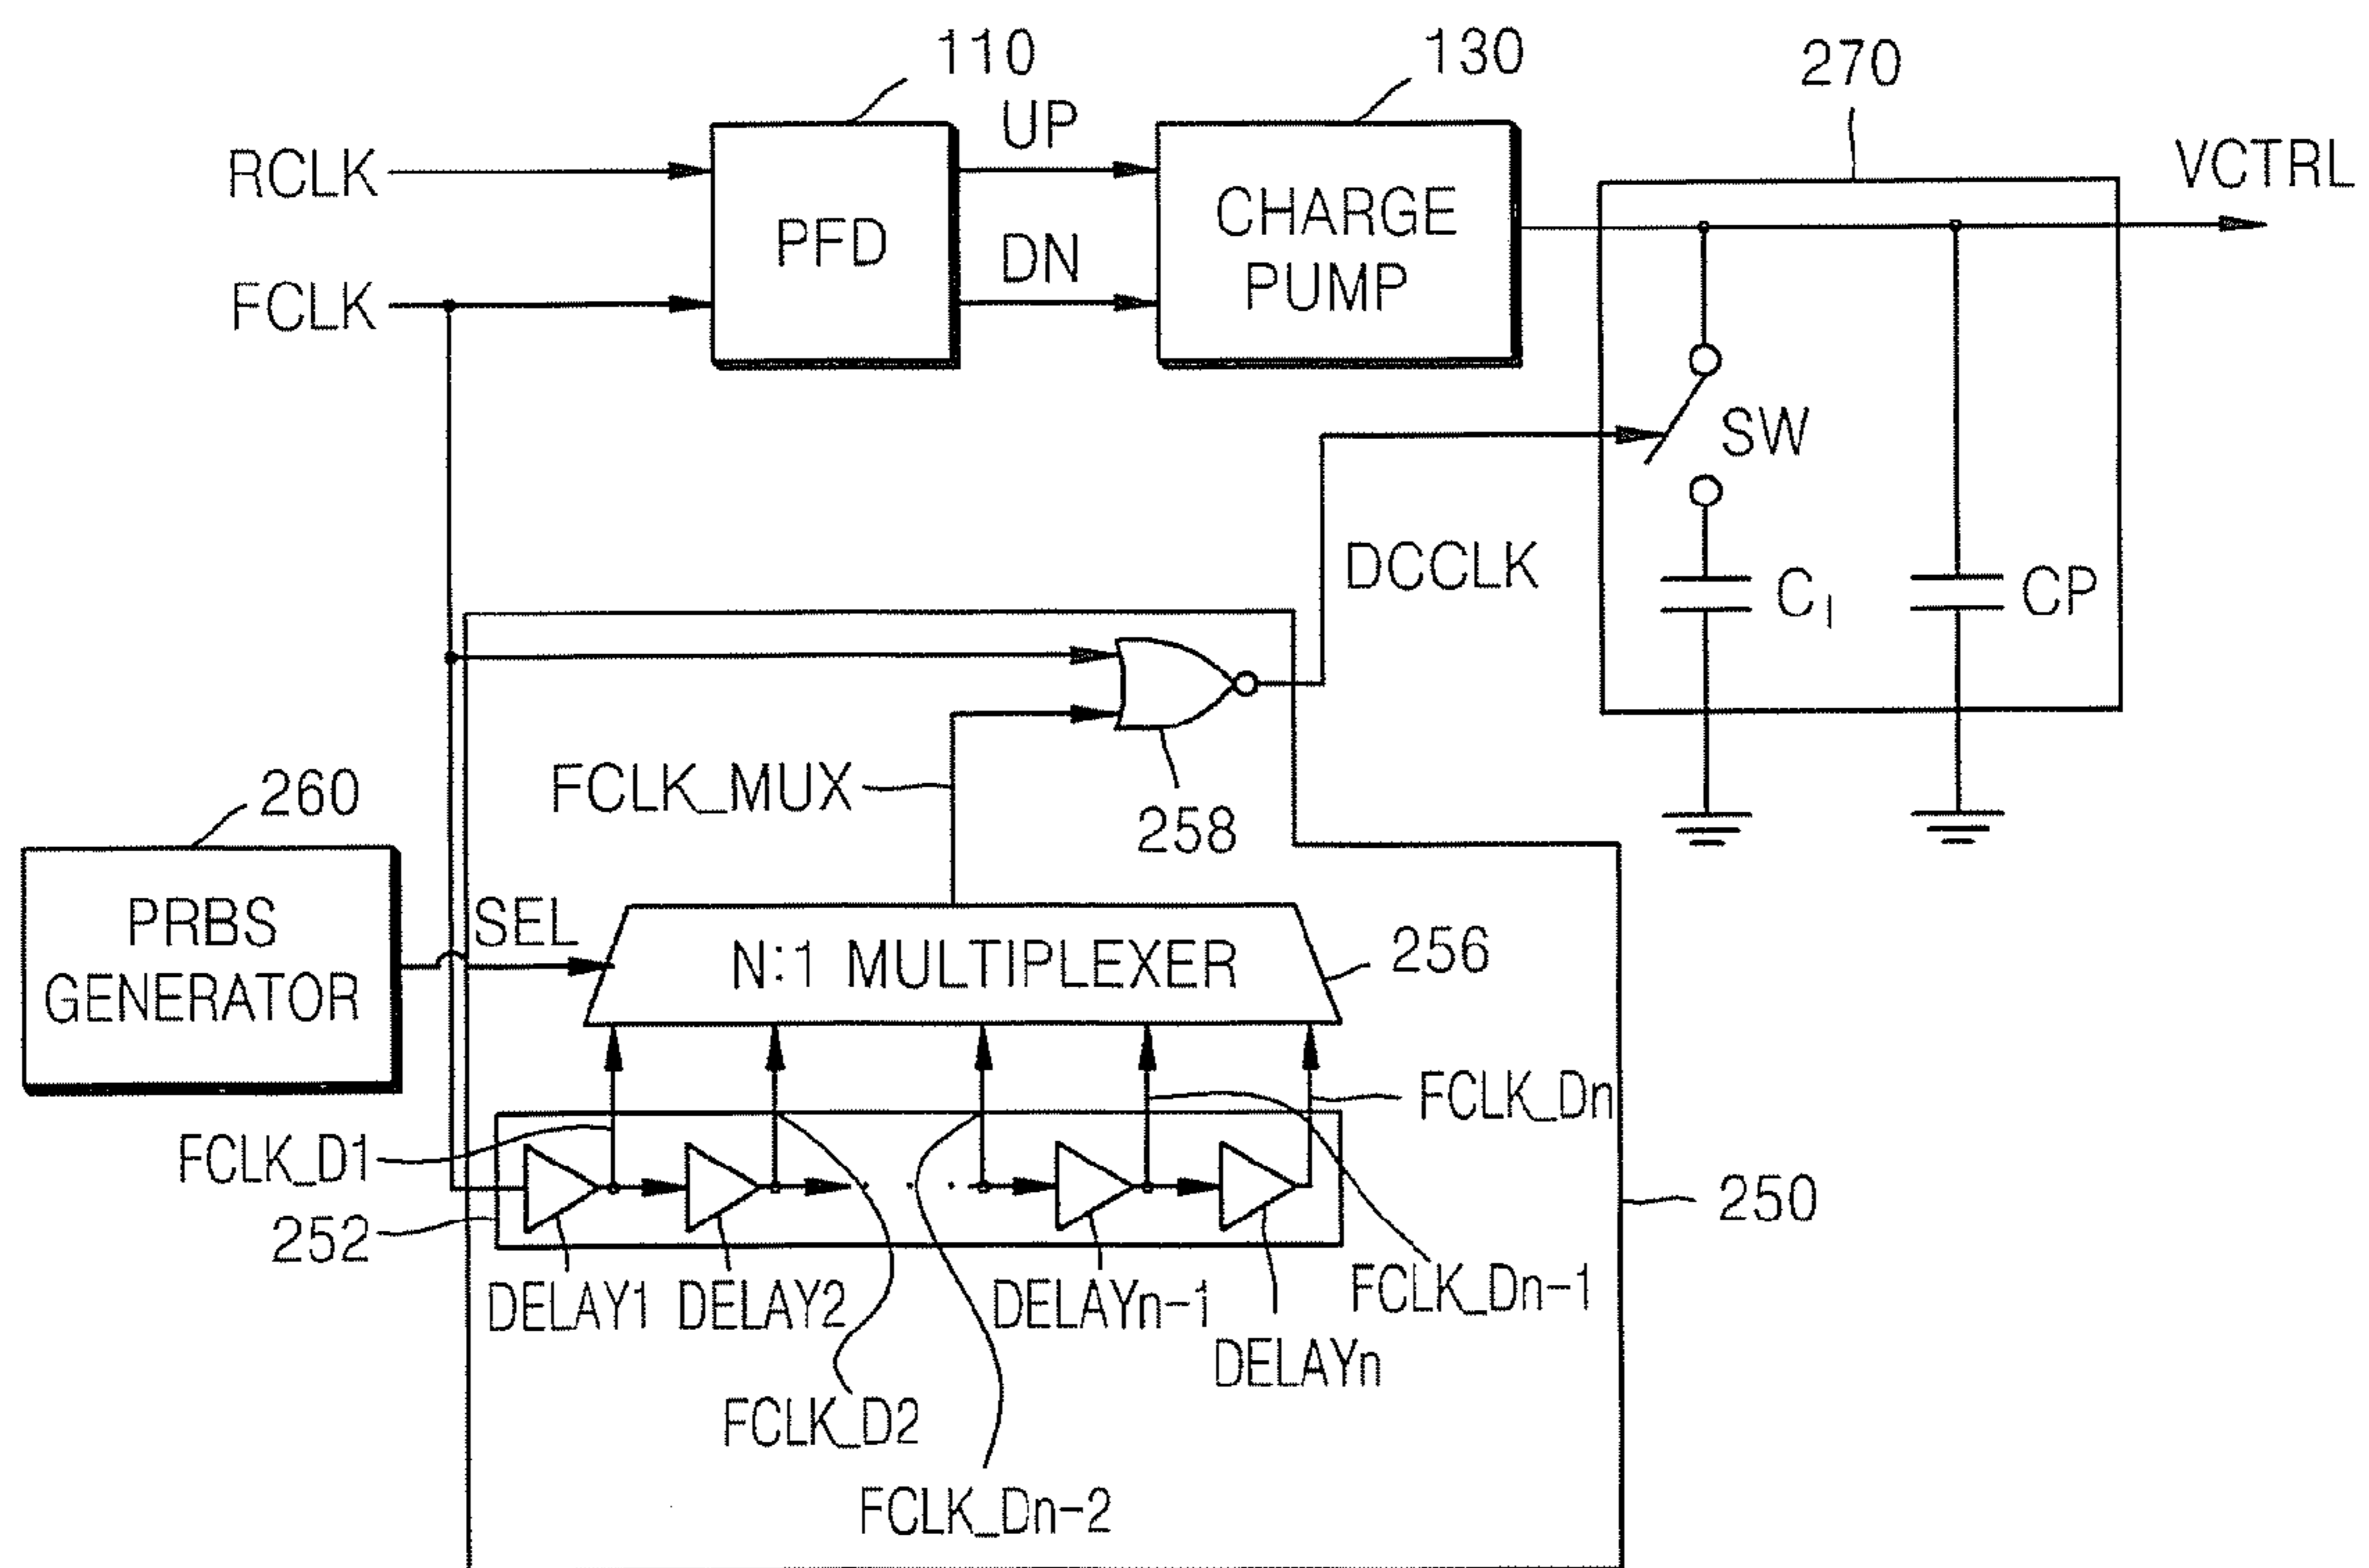 110
130
270
UP
RCLK
VCTRL
PFD
CHARGE
PUMP
DN
FCLK
SW
DCCLK
C1
CP
FCLK_MUX
258
260
PRBS
GENERATOR
SEL
N:1 MULTIPLEXER
256
FCLK_Dn
FCLK_D1
250
252
DELAY1
DELAY2
DELAYn-1
FCLK_Dn-1
DELAYn
FCLK_D2
FCLK_Dn-2